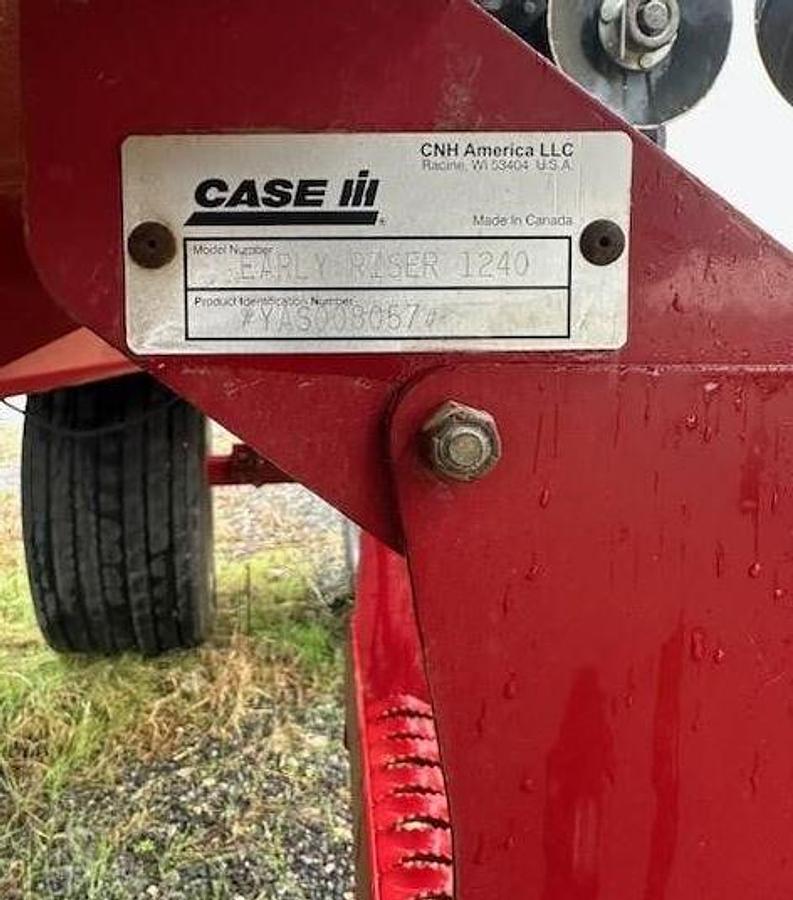 CNH America LLC
Racine, WI 53404 U.S.A.
CASE IH
®
Made In Canada
Model Number
EARLY RISER 1240
Product Identification Number
*YAS008057#